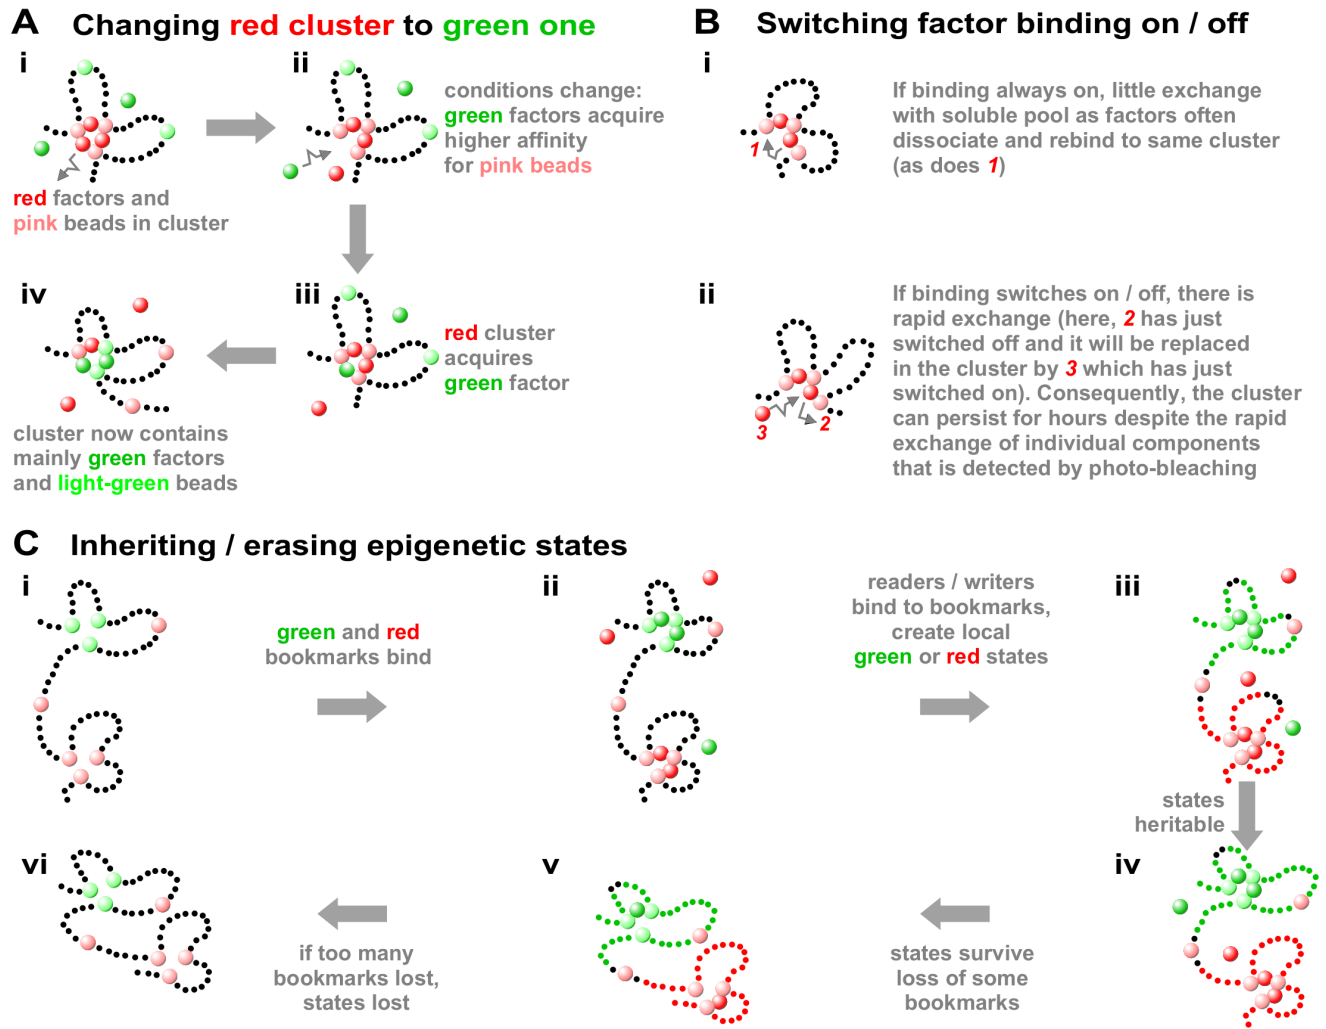 A Changing red cluster to green one
i
ii
conditions change:
green factors acquire
higher affinity
for pink beads
red factors and
pink beads in cluster
iv
iii
red cluster
acquires
green factor
cluster now contains
mainly green factors
and light-green beads
B Switching factor binding on / off
i
If binding always on, little exchange
with soluble pool as factors often
dissociate and rebind to same cluster
(as does 1)
1
ii
If binding switches on / off, there is
rapid exchange (here, 2 has just
switched off and it will be replaced
in the cluster by 3 which has just
switched on). Consequently, the cluster
can persist for hours despite the rapid
exchange of individual components
that is detected by photo-bleaching
3
2
C Inheriting / erasing epigenetic states
i
green and red
bookmarks bind
ii
readers / writers
bind to bookmarks,
create local
green or red states
iii
states
heritable
vi
if too many
bookmarks lost,
states lost
v
states survive
loss of some
bookmarks
iv